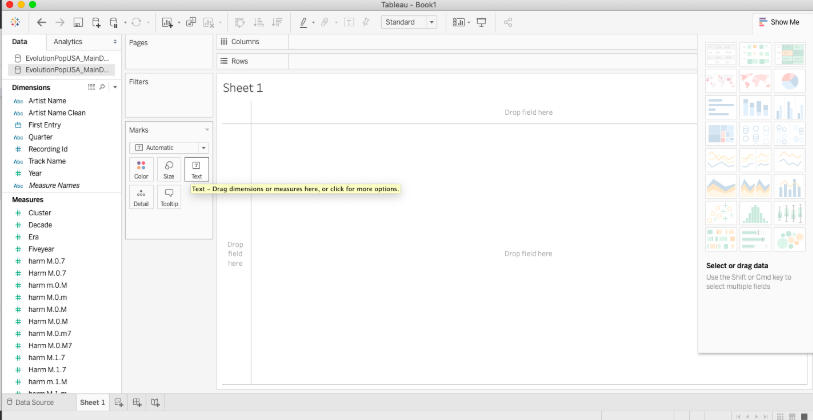 Tableau - Book1
Standard
Show Me
Data
Analytics
Pages
Columns
Rows
EvolutionPopUSA_MainD...
EvolutionPopUSA_MainD...
Dimensions
Abc Artist Name
Abc Artist Name Clean
First Entry
Abc Quarter
# Recording Id
Abc Track Name
# Year
Abc Measure Names
Measures
# Cluster
# Decade
# Era
# Fiveyear
# harm M.0.7
# Harm M.0.7
# harm m.0.M
# Harm M.0.m
# harm M.0.M
# Harm M.0.M
# harm M.0.m7
# Harm M.0.M7
# harm M.1.7
# Harm M.1.7
# harm m.1.M
Filters
Marks
Automatic
Color
Size
Text
Detail
Tooltip
Text – Drag dimensions or measures here, or click for more options.
Sheet 1
Drop field here
Drop
field
here
Drop field here
Select or drag data
Use the Shift or Cmd key to
select multiple fields
Data Source
Sheet 1